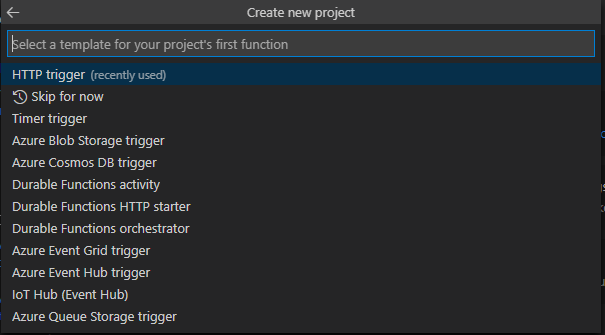 Create new project
Select a template for your project's first function
HTTP trigger (recently used)
Skip for now
Timer trigger
Azure Blob Storage trigger
Azure Cosmos DB trigger
Durable Functions activity
Durable Functions HTTP starter
Durable Functions orchestrator
Azure Event Grid trigger
Azure Event Hub trigger
IoT Hub (Event Hub)
Azure Queue Storage trigger